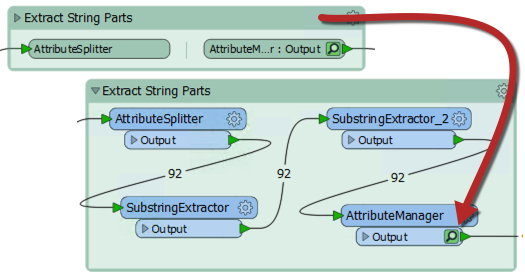 Extract String Parts
AttributeSplitter
AttributeM...r : Output
Extract String Parts
AttributeSplitter
Output
SubstringExtractor_2
Output
92
92
92
SubstringExtractor
Output
AttributeManager
Output